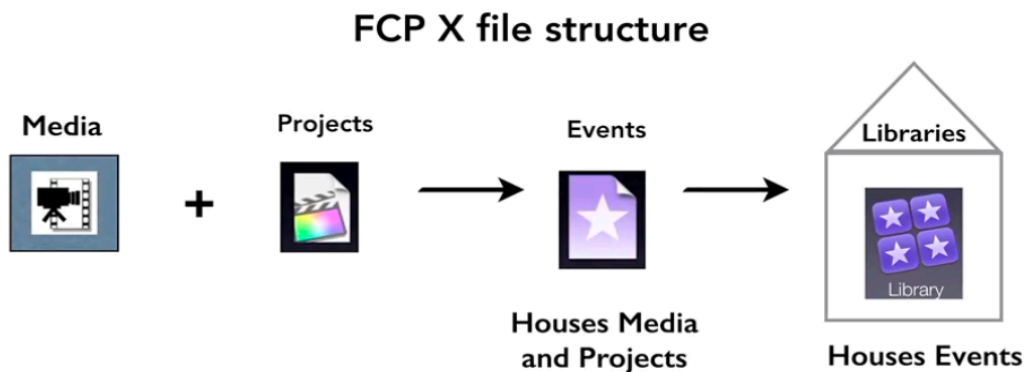 FCP X file structure
Media
Projects
Events
Libraries
+
Library
Houses Media
and Projects
Houses Events